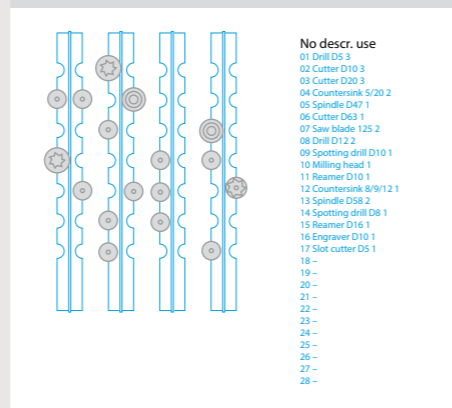 No descr. use
01 Drill D5 3
02 Cutter D10 3
03 Cutter D20 3
04 Countersink 5/20 2
05 Spindle D47 1
06 Cutter D63 1
07 Saw blade 125 2
08 Drill D12 2
09 Spotting drill D10 1
10 Milling head 1
11 Reamer D10 1
12 Countersink 8/9/12 1
13 Spindle D58 2
14 Spotting drill D8 1
15 Reamer D16 1
16 Engraver D10 1
17 Slot cutter D5 1
18 –
19 –
20 –
21 –
22 –
23 –
24 –
25 –
26 –
27 –
28 –